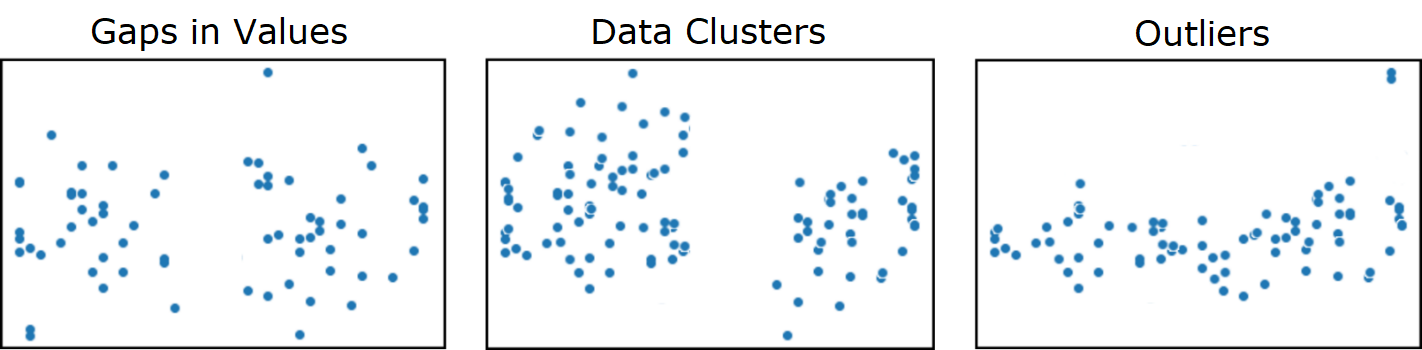 Gaps in Values
Data Clusters
Outliers